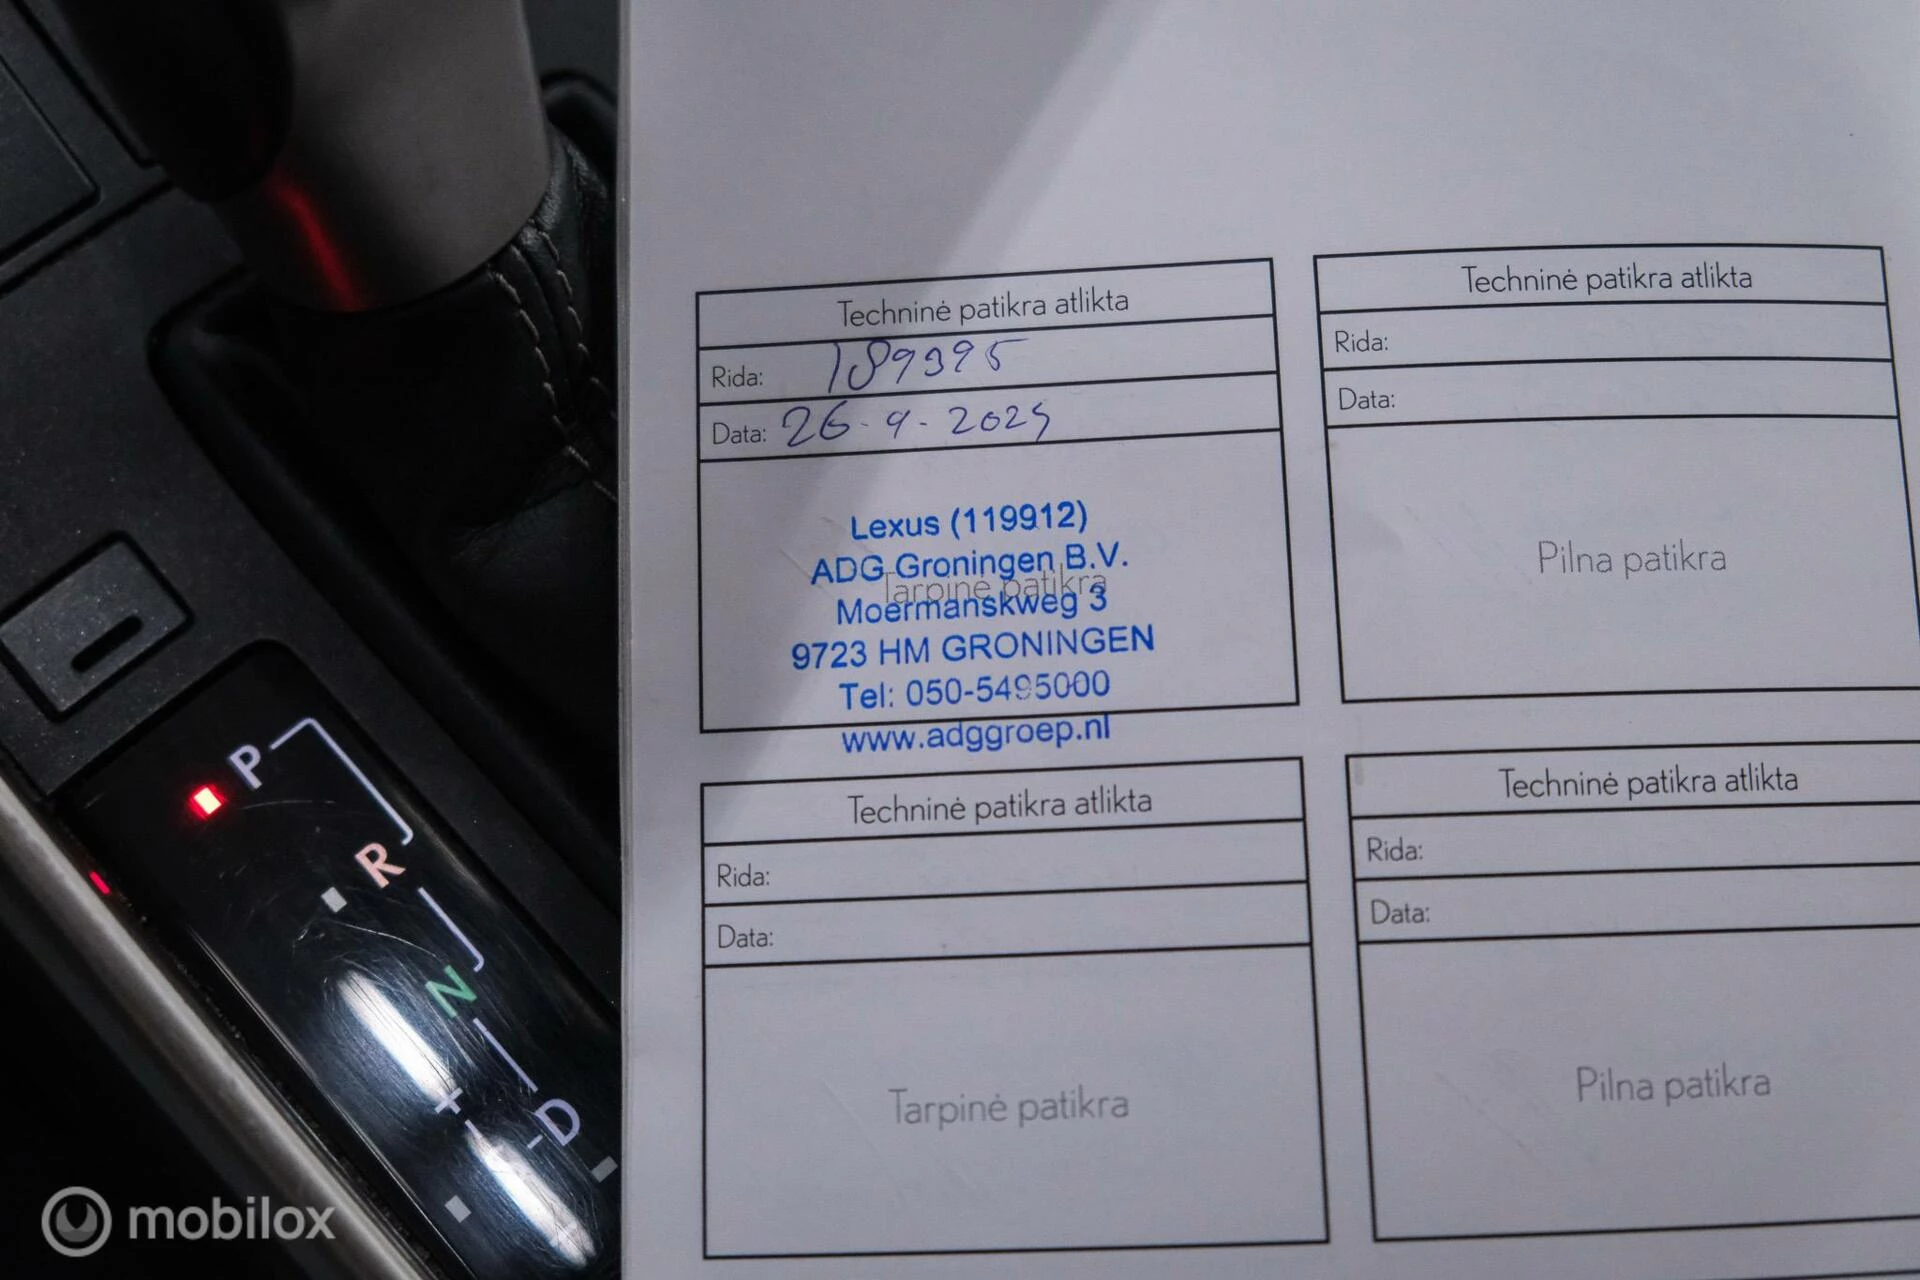 Techninė patikra atlikta
Rida: 189395
Data: 26-9-2025
Lexus (119912)
ADG Groningen B.V.
Tarpinė patikra
Moermanskweg 3
9723 HM GRONINGEN
Tel: 050-5495000
www.adggroep.nl
Techninė patikra atlikta
Rida:
Data:
Pilna patikra
Techninė patikra atlikta
Rida:
Data:
Tarpinė patikra
Techninė patikra atlikta
Rida:
Data:
Pilna patikra
P
R
N
+
D
-
mobilox